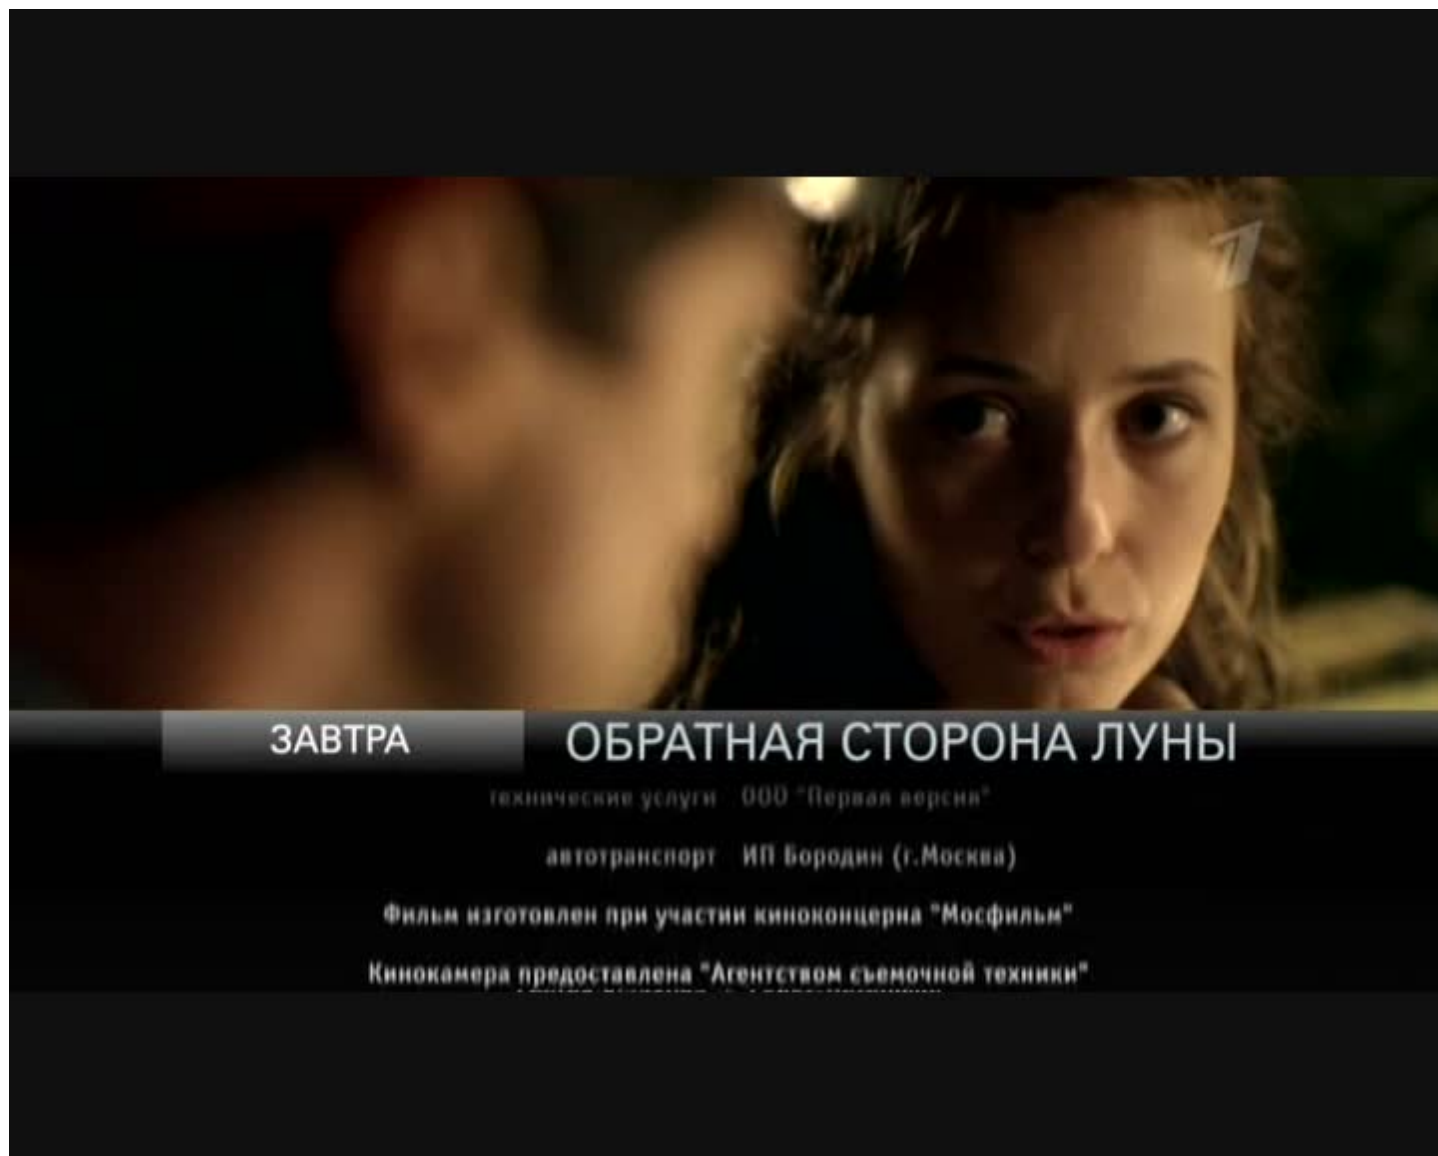 1
ЗАВТРА ОБРАТНАЯ СТОРОНА ЛУНЫ
технические услуги ООО "Первая версия"
автотранспорт ИП Бородин (г.Москва)
Фильм изготовлен при участии киноконцерна "Мосфильм"
Кинокамера предоставлена "Агентством съемочной техники"